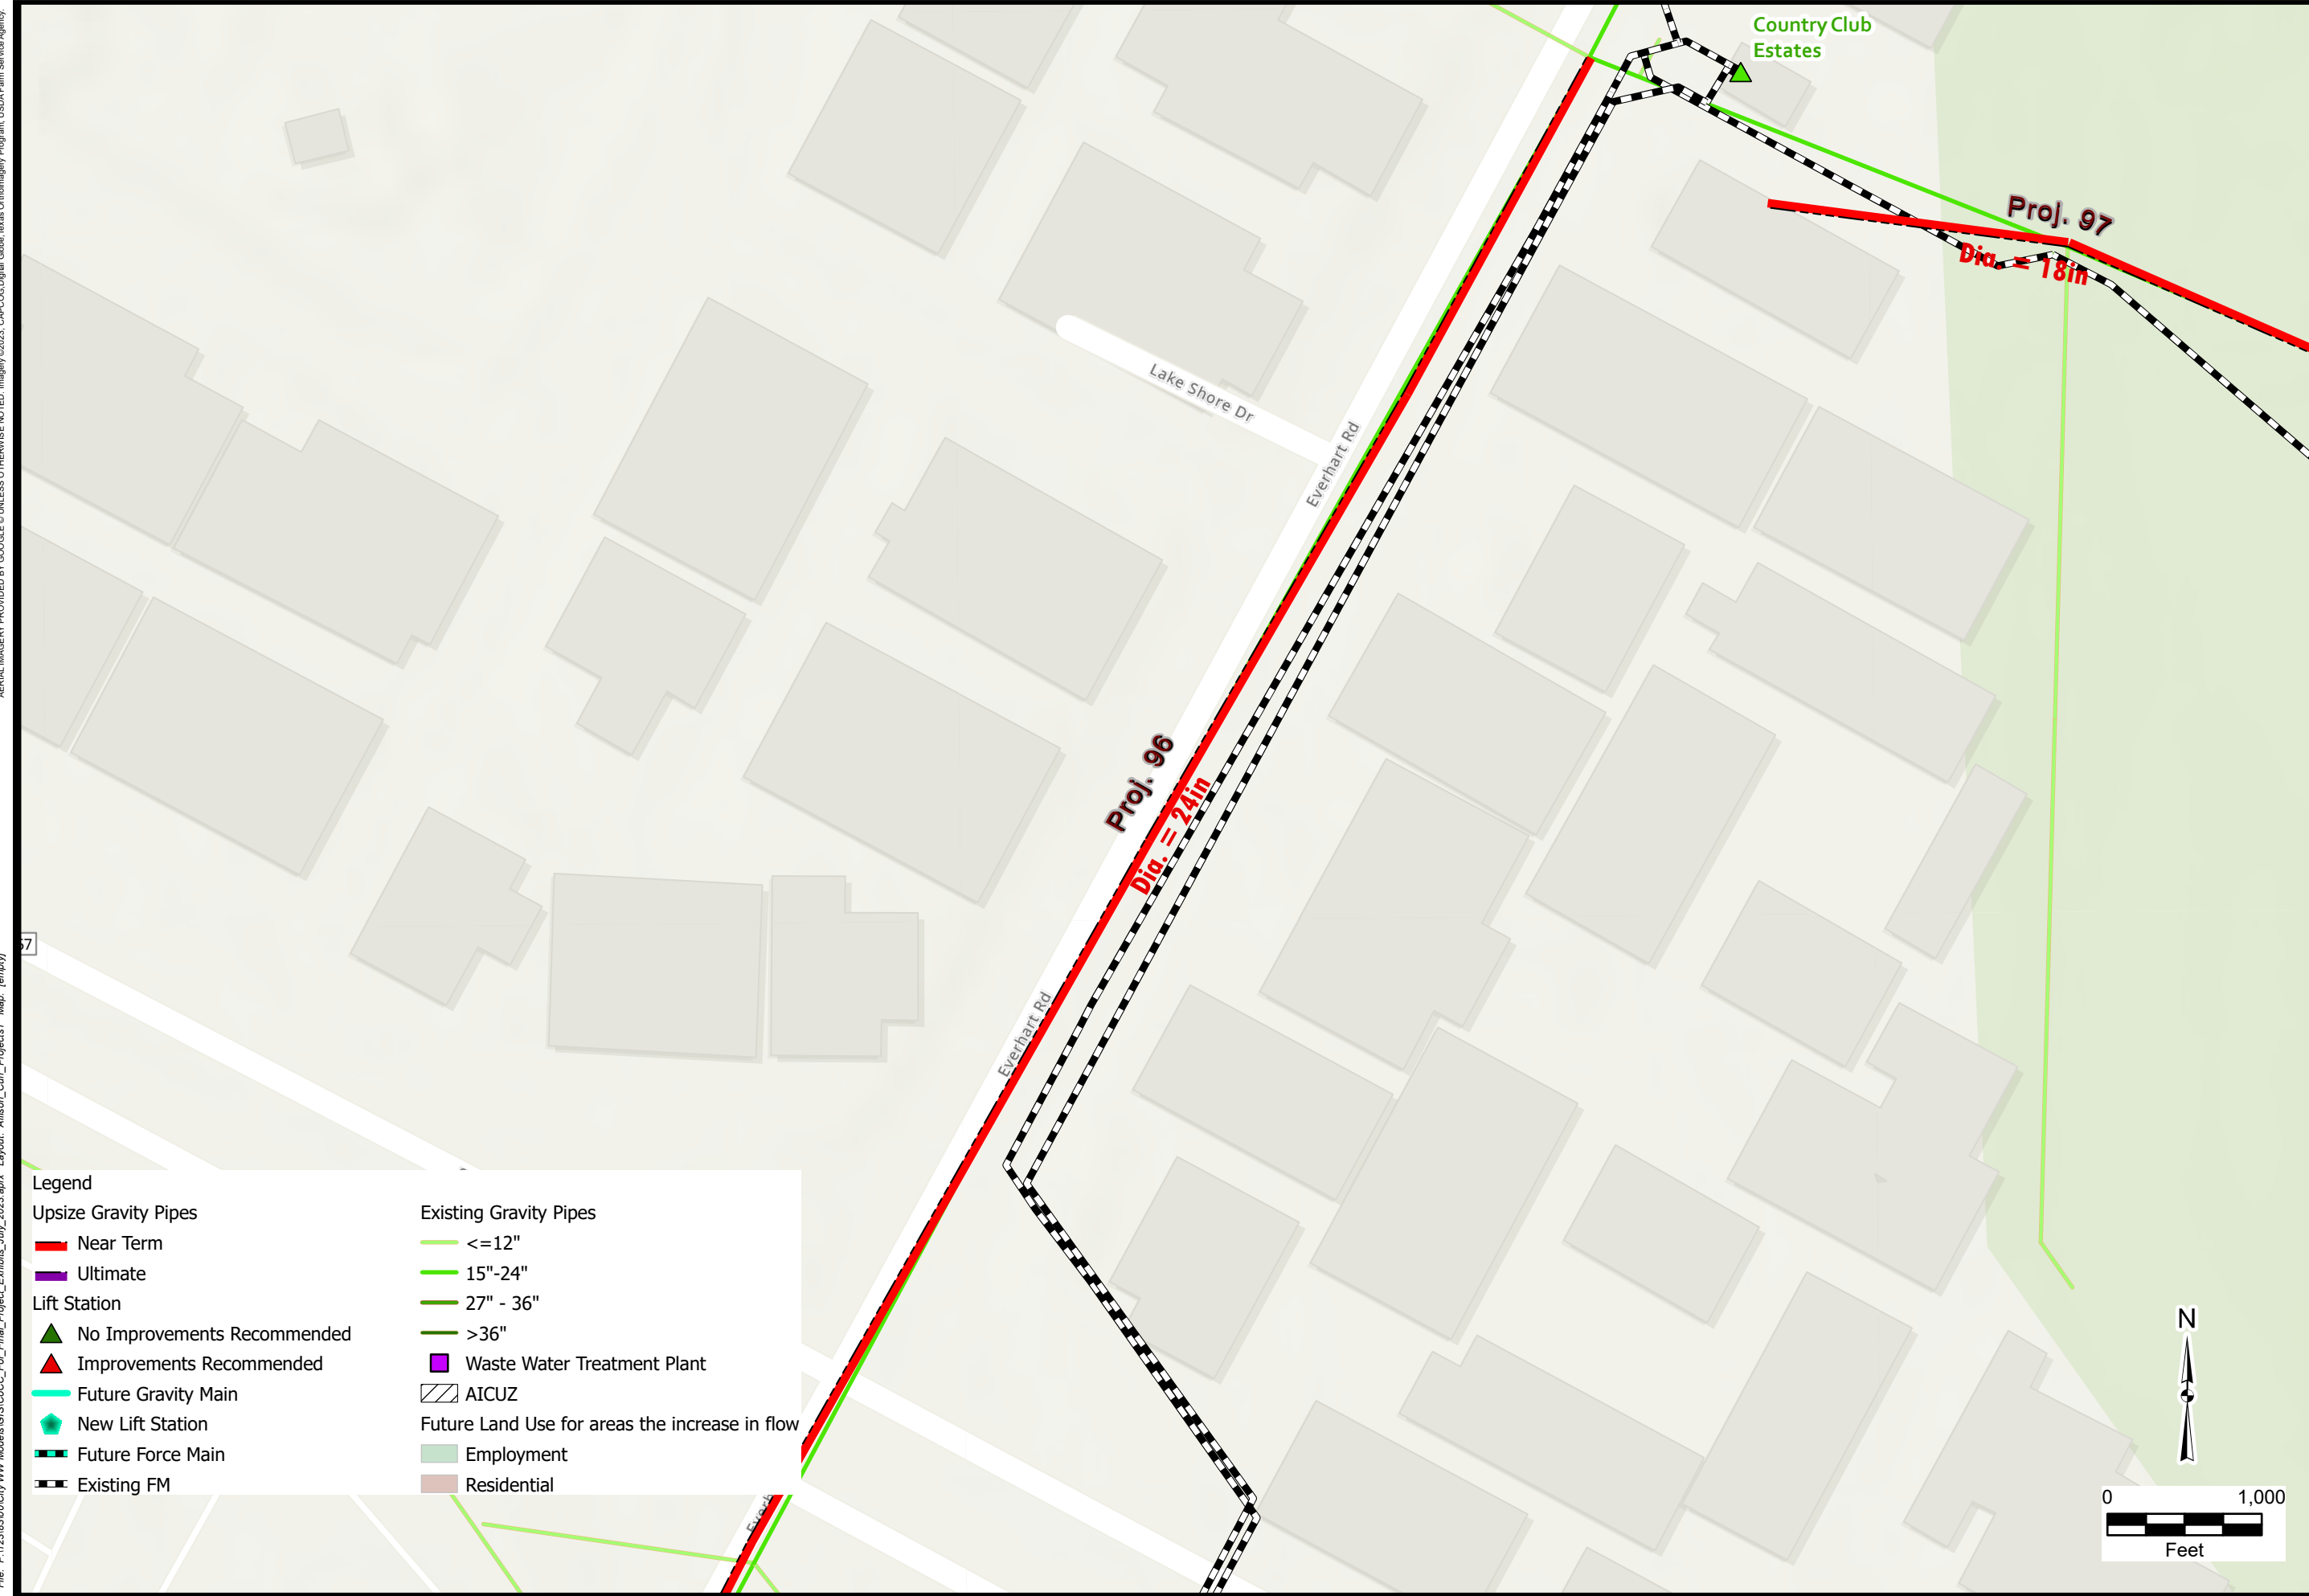 Country Club
Estates
Proj. 97
Dia. = 18in
Lake Shore Dr
Everhart Rd
Proj. 96
Dia. = 24in
Everhart Rd
Legend
Upsize Gravity Pipes
Near Term
Ultimate
Lift Station
No Improvements Recommended
Improvements Recommended
Future Gravity Main
New Lift Station
Future Force Main
Existing FM
Existing Gravity Pipes
<=12"
15"-24"
27" - 36"
>36"
Waste Water Treatment Plant
AICUZ
Future Land Use for areas the increase in flow
Employment
Residential
N
0 1,000
Feet